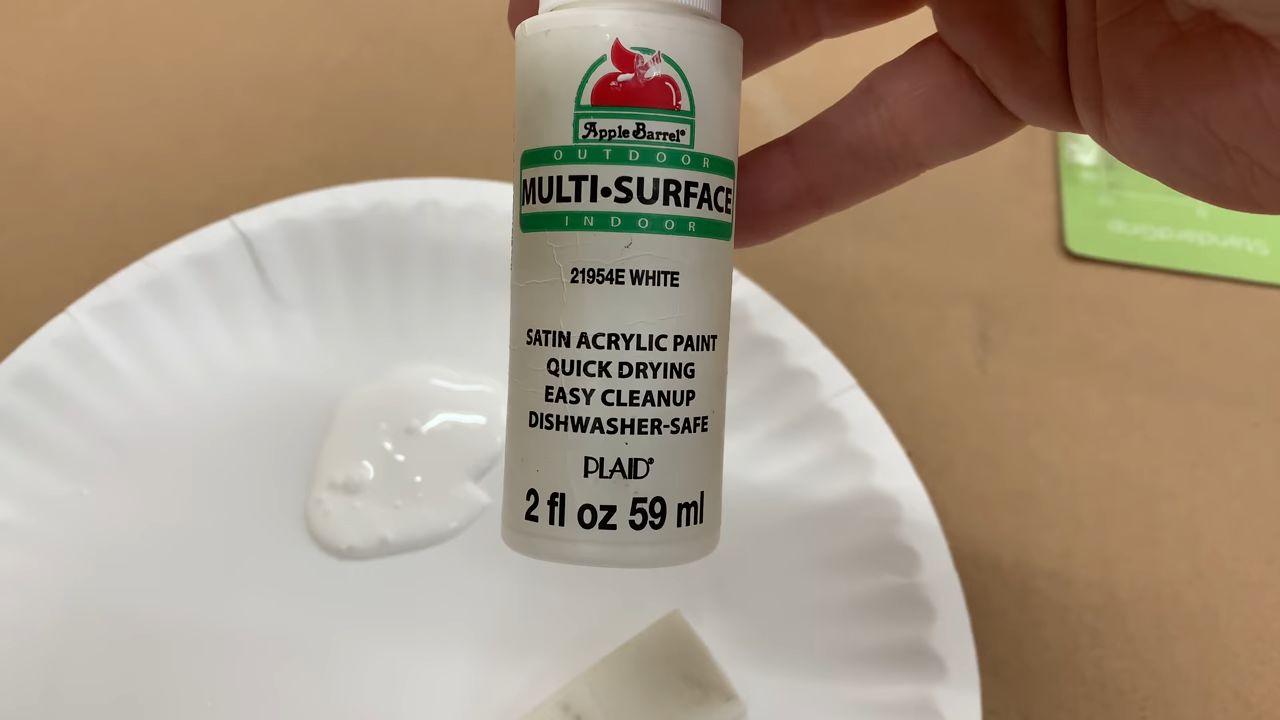 Apple Barrel®
OUTDOOR
MULTI•SURFACE
INDOOR
21954E WHITE
SATIN ACRYLIC PAINT
QUICK DRYING
EASY CLEANUP
DISHWASHER-SAFE
PLAID®
2 fl oz 59 ml
StandardGrip